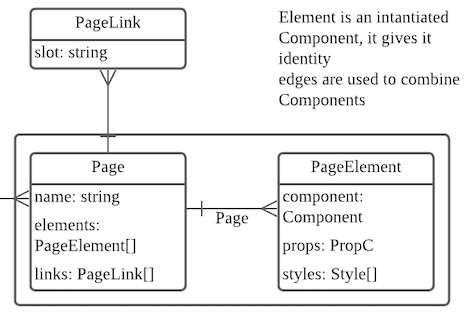 PageLink
slot: string
Element is an intantiated
Component, it gives it
identity
edges are used to combine
Components
Page
name: string
elements:
PageElement[]
links: PageLink[]
Page
PageElement
component:
Component
props: PropC
styles: Style[]